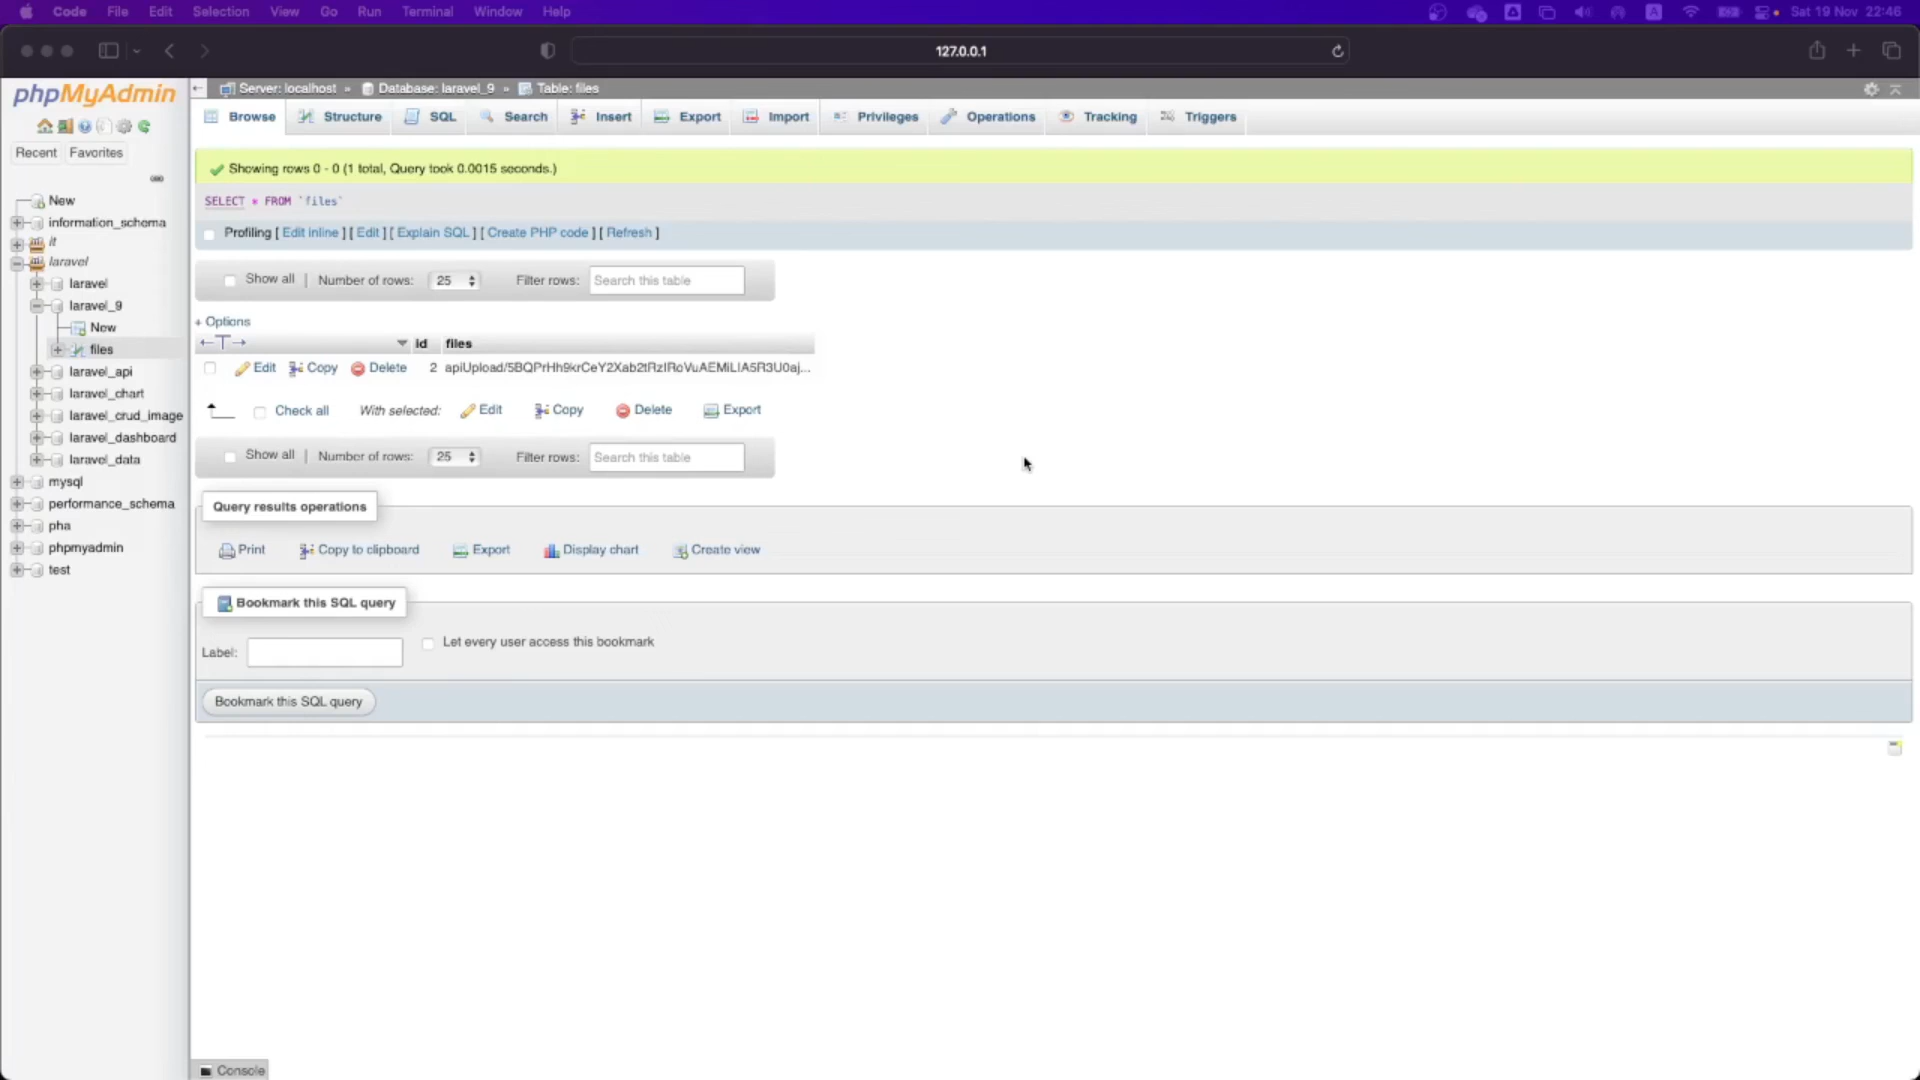 Code File Edit Selection View Go Run Terminal Window Help Sat 19 Nov 22:46
127.0.0.1
phpMyAdmin
Recent Favorites
New
information_schema
it
laravel
laravel
laravel_9
New
files
laravel_api
laravel_chart
laravel_crud_image
laravel_dashboard
laravel_data
mysql
performance_schema
pha
phpmyadmin
test
Server: localhost » Database: laravel_9 » Table: files
Browse Structure SQL Search Insert Export Import Privileges Operations Tracking Triggers
Showing rows 0 - 0 (1 total, Query took 0.0015 seconds.)
SELECT * FROM `files`
Profiling [ Edit inline ] [ Edit ] [ Explain SQL ] [ Create PHP code ] [ Refresh ]
Show all | Number of rows: 25 Filter rows: Search this table
+ Options
←T→ id files
Edit Copy Delete 2 apiUpload/5BQPrHh9krCeY2Xab2tRzIRoVuAEMiLIA5R3U0aj...
Check all With selected: Edit Copy Delete Export
Show all | Number of rows: 25 Filter rows: Search this table
Query results operations
Print Copy to clipboard Export Display chart Create view
Bookmark this SQL query
Label: Let every user access this bookmark
Bookmark this SQL query
Console